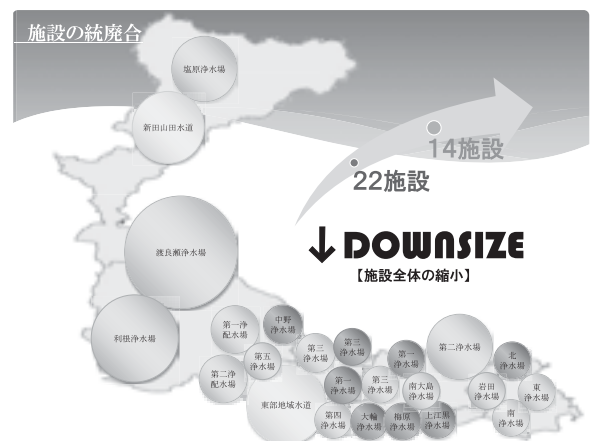 施設の統廃合
塩原浄水場
新田山田水道
14施設
22施設
渡良瀬浄水場
↓DOWNSIZE
【施設全体の縮小】
利根浄水場
第一浄
配水場
中野
浄水場
第三
浄水場
第三
浄水場
第一
浄水場
第二浄水場
北
浄水場
第五
浄水場
第二浄
配水場
第一
浄水場
第三
浄水場
南大島
浄水場
岩田
浄水場
東
浄水場
東部地域水道
第四
浄水場
大輪
浄水場
梅原
浄水場
上江黒
浄水場
南
浄水場